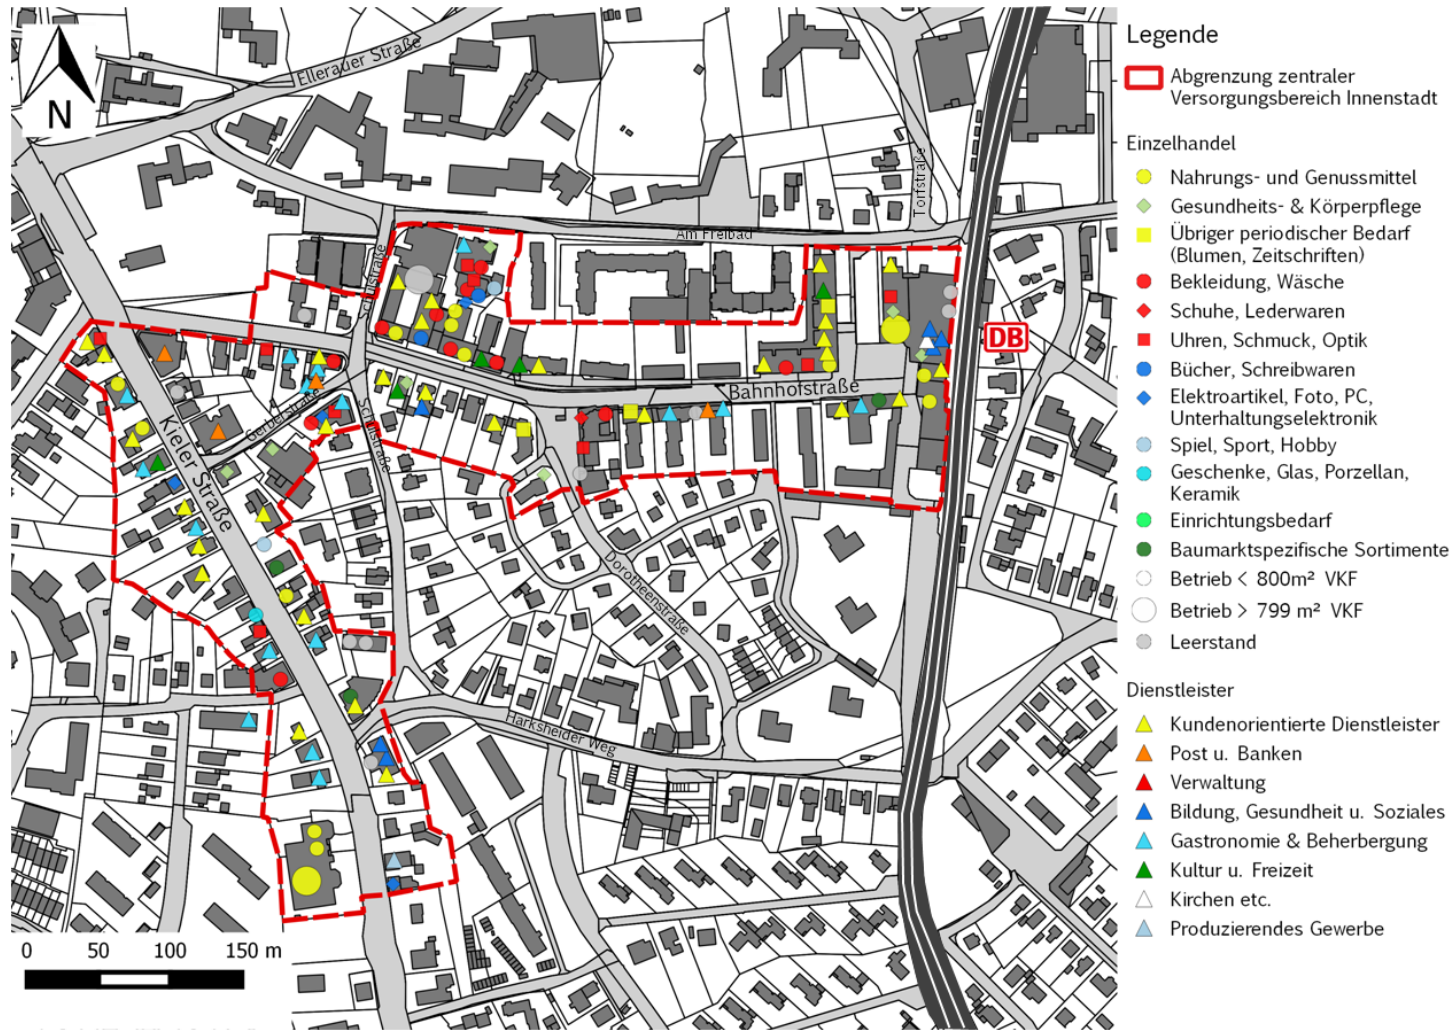 Ellerauer Straße
N
Torfstraße
Am Freibad
Schulstraße
DB
Bahnhofstraße
Gerberstraße
Schulstraße
Kieler Straße
Dorotheenstraße
Harksheider Weg
0 50 100 150 m
Legende
Abgrenzung zentraler
Versorgungsbereich Innenstadt
Einzelhandel
Nahrungs- und Genussmittel
Gesundheits- & Körperpflege
Übriger periodischer Bedarf
(Blumen, Zeitschriften)
Bekleidung, Wäsche
Schuhe, Lederwaren
Uhren, Schmuck, Optik
Bücher, Schreibwaren
Elektroartikel, Foto, PC,
Unterhaltungselektronik
Spiel, Sport, Hobby
Geschenke, Glas, Porzellan,
Keramik
Einrichtungsbedarf
Baumarktspezifische Sortimente
Betrieb < 800m² VKF
Betrieb > 799 m² VKF
Leerstand
Dienstleister
Kundenorientierte Dienstleister
Post u. Banken
Verwaltung
Bildung, Gesundheit u. Soziales
Gastronomie & Beherbergung
Kultur u. Freizeit
Kirchen etc.
Produzierendes Gewerbe